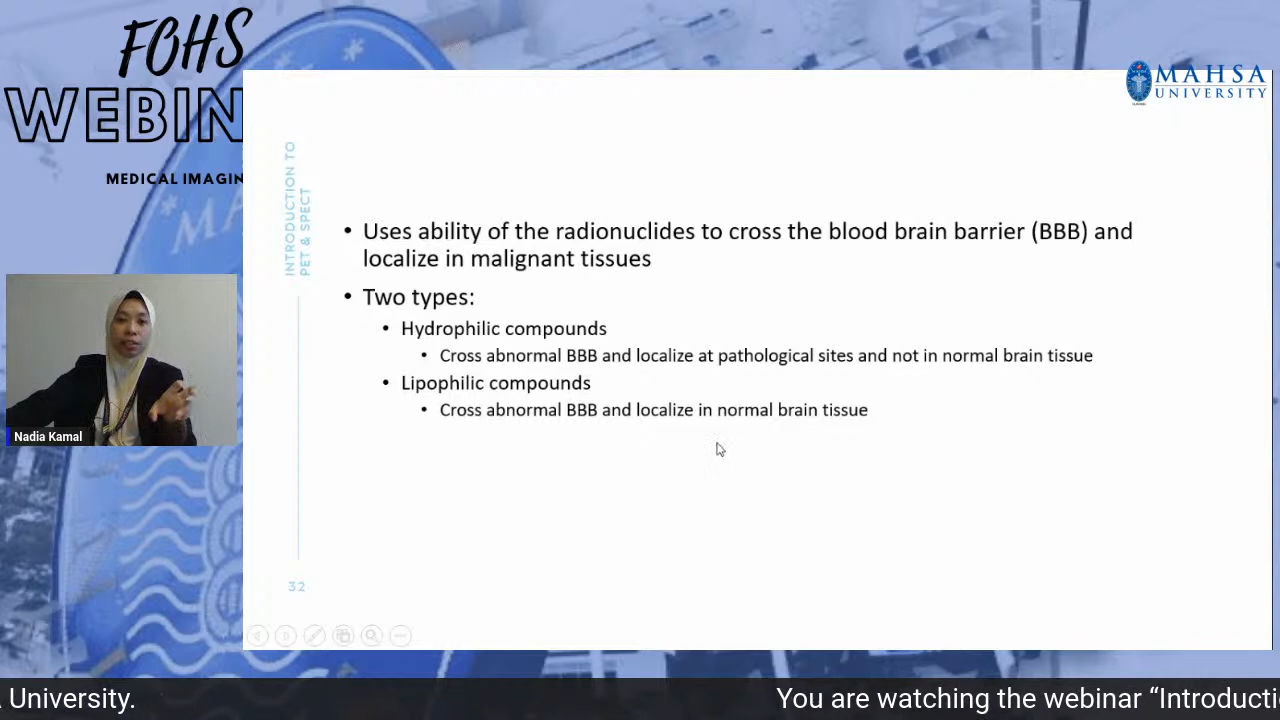 FOHS
WEBIN
MEDICAL IMAGIN
MAHSA
UNIVERSITY
INTRODUCTION TO
PET & SPECT
• Uses ability of the radionuclides to cross the blood brain barrier (BBB) and
localize in malignant tissues
• Two types:
• Hydrophilic compounds
• Cross abnormal BBB and localize at pathological sites and not in normal brain tissue
• Lipophilic compounds
• Cross abnormal BBB and localize in normal brain tissue
Nadia Kamal
32
University.
You are watching the webinar “Introducti